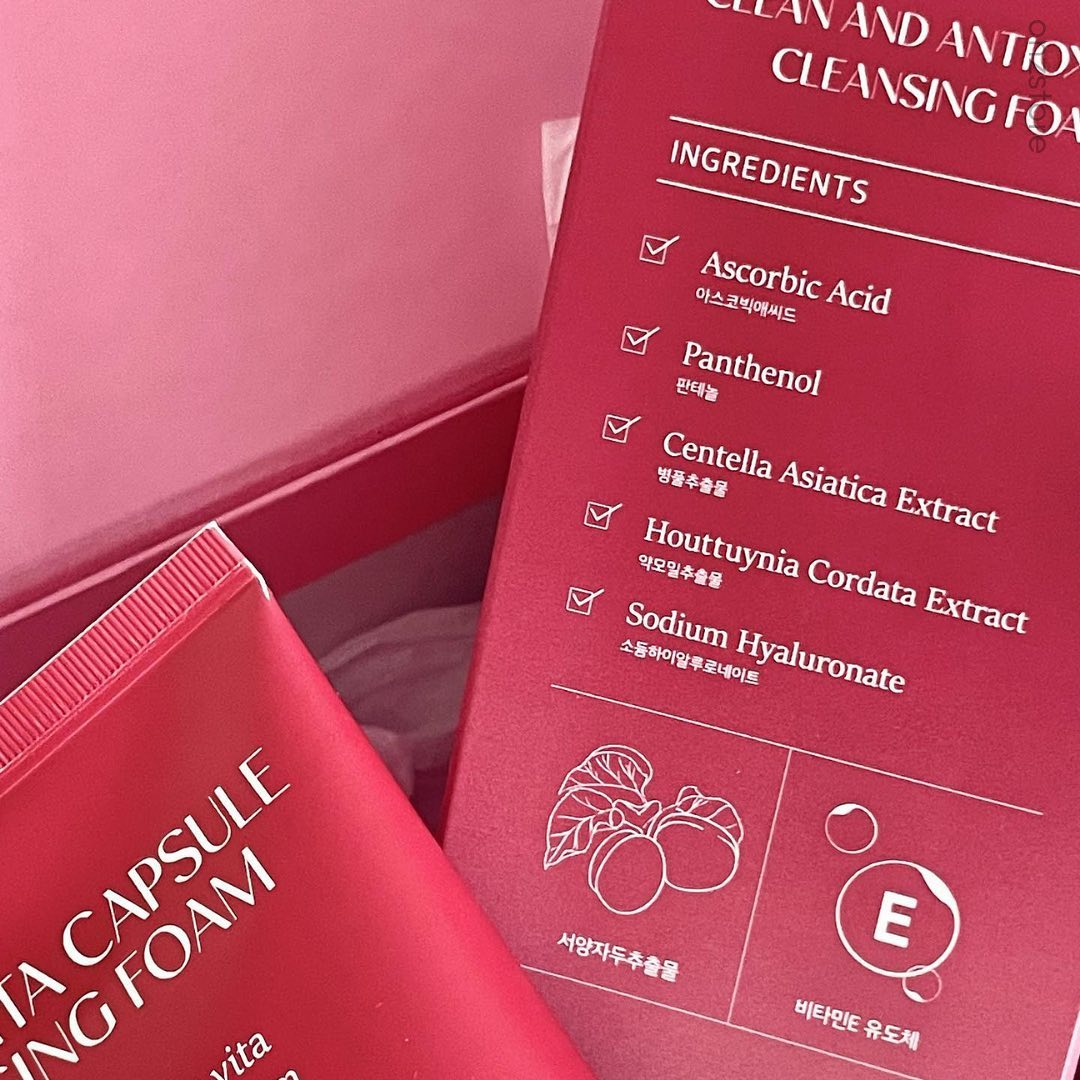 CLEAN AND ANTIOX
CLEANSING FOA
INGREDIENTS
Ascorbic Acid
아스코빅애씨드
Panthenol
판테놀
Centella Asiatica Extract
병풀추출물
Houttuynia Cordata Extract
약모밀추출물
Sodium Hyaluronate
소듐하이알루로네이트
서양자두추출물
E
비타민E 유도체
TA CAPSULE
ING FOAM
vita